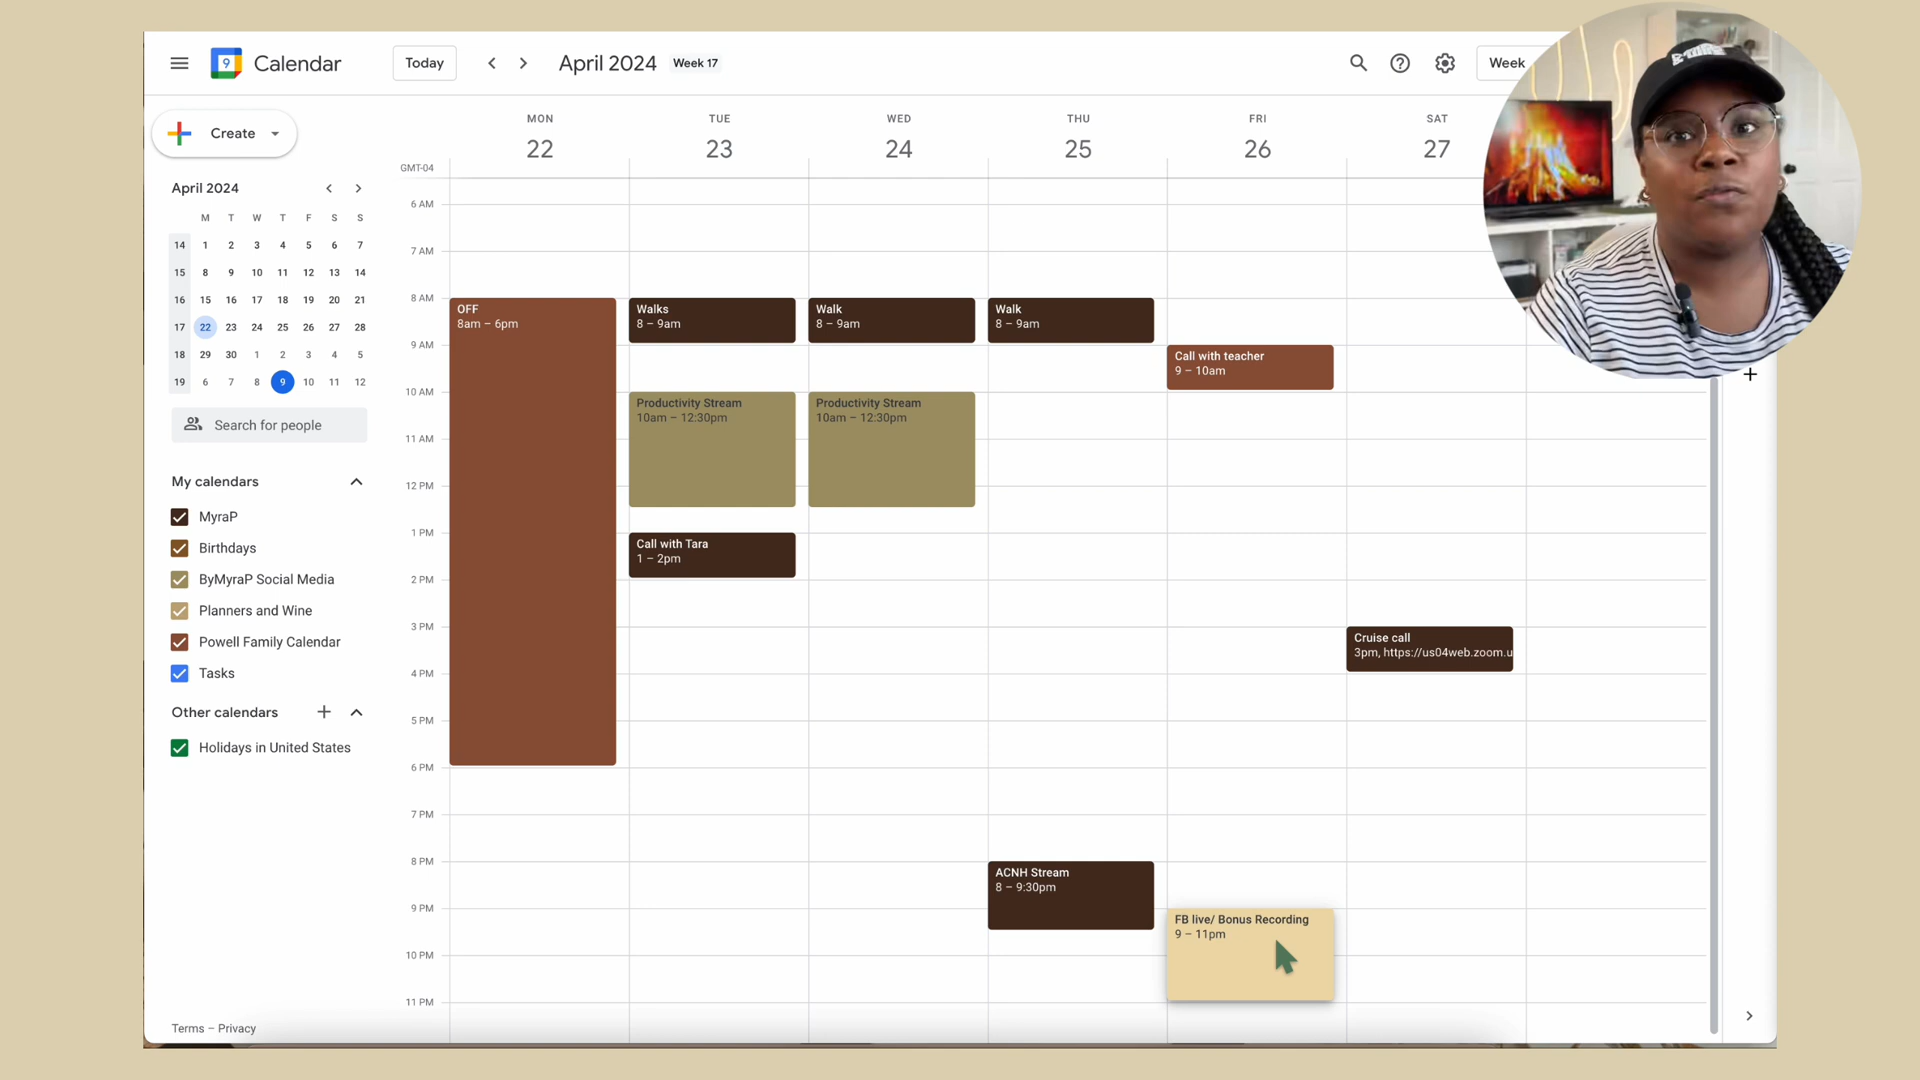 9
Calendar
Today
April 2024
Week 17
Week
Create
April 2024
M T W T F S S
14 1 2 3 4 5 6 7
15 8 9 10 11 12 13 14
16 15 16 17 18 19 20 21
17 22 23 24 25 26 27 28
18 29 30 1 2 3 4 5
19 6 7 8 9 10 11 12
Search for people
My calendars
MyraP
Birthdays
ByMyraP Social Media
Planners and Wine
Powell Family Calendar
Tasks
Other calendars
Holidays in United States
Terms – Privacy
MON TUE WED THU FRI SAT
22 23 24 25 26 27
GMT-04
6 AM
7 AM
8 AM
9 AM
10 AM
11 AM
12 PM
1 PM
2 PM
3 PM
4 PM
5 PM
6 PM
7 PM
8 PM
9 PM
10 PM
11 PM
OFF
8am – 6pm
Walks
8 – 9am
Productivity Stream
10am – 12:30pm
Call with Tara
1 – 2pm
Walk
8 – 9am
Productivity Stream
10am – 12:30pm
Walk
8 – 9am
ACNH Stream
8 – 9:30pm
Call with teacher
9 – 10am
FB live/ Bonus Recording
9 – 11pm
Cruise call
3pm, https://us04web.zoom.u